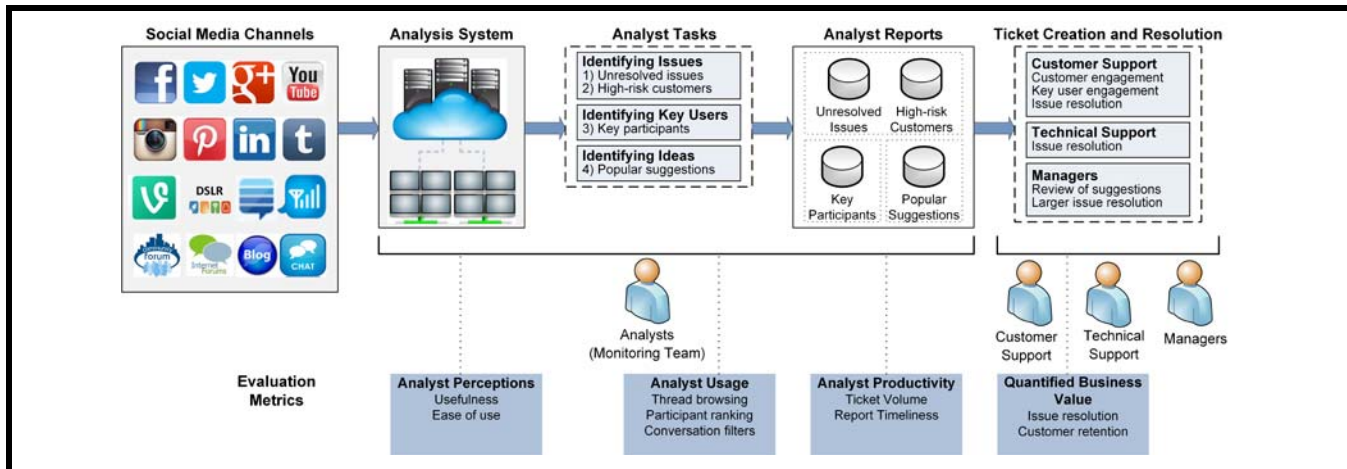 Social Media Channels
Analysis System
Analyst Tasks
Analyst Reports
Ticket Creation and Resolution
f
g+
You
Tube
P
in
t
V
DSLR
Forum
Internet
Forums
Blog
CHAT
Identifying Issues
1) Unresolved issues
2) High-risk customers
Identifying Key Users
3) Key participants
Identifying Ideas
4) Popular suggestions
Unresolved
Issues
High-risk
Customers
Key
Participants
Popular
Suggestions
Customer Support
Customer engagement
Key user engagement
Issue resolution
Technical Support
Issue resolution
Managers
Review of suggestions
Larger issue resolution
Analysts
(Monitoring Team)
Customer
Support
Technical
Support
Managers
Evaluation
Metrics
Analyst Perceptions
Usefulness
Ease of use
Analyst Usage
Thread browsing
Participant ranking
Conversation filters
Analyst Productivity
Ticket Volume
Report Timeliness
Quantified Business
Value
Issue resolution
Customer retention